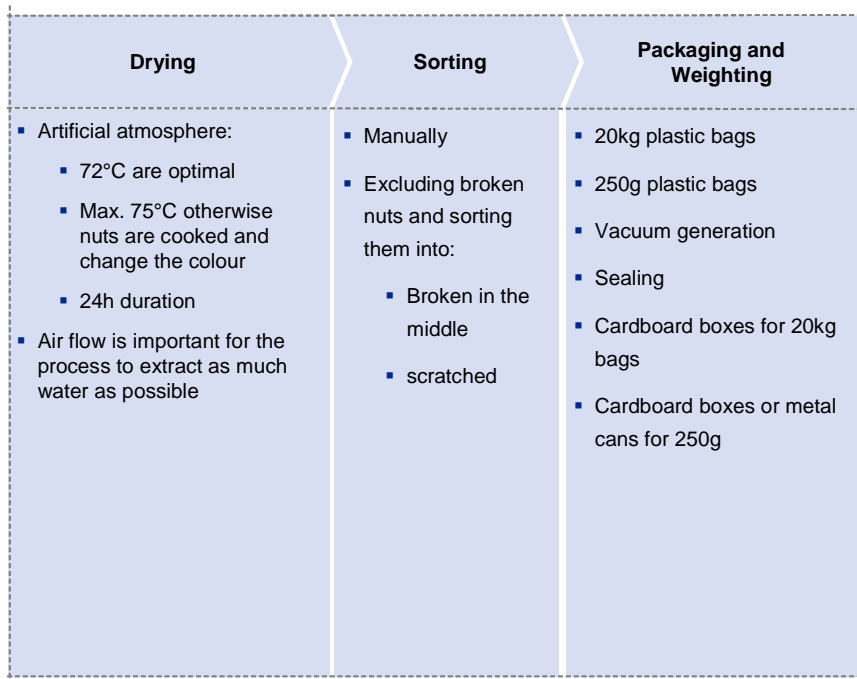 Drying
Sorting
Packaging and
Weighting
▪ Artificial atmosphere:
▪ 72°C are optimal
▪ Max. 75°C otherwise
nuts are cooked and
change the colour
▪ 24h duration
▪ Air flow is important for the
process to extract as much
water as possible
▪ Manually
▪ Excluding broken
nuts and sorting
them into:
▪ Broken in the
middle
▪ scratched
▪ 20kg plastic bags
▪ 250g plastic bags
▪ Vacuum generation
▪ Sealing
▪ Cardboard boxes for 20kg
bags
▪ Cardboard boxes or metal
cans for 250g